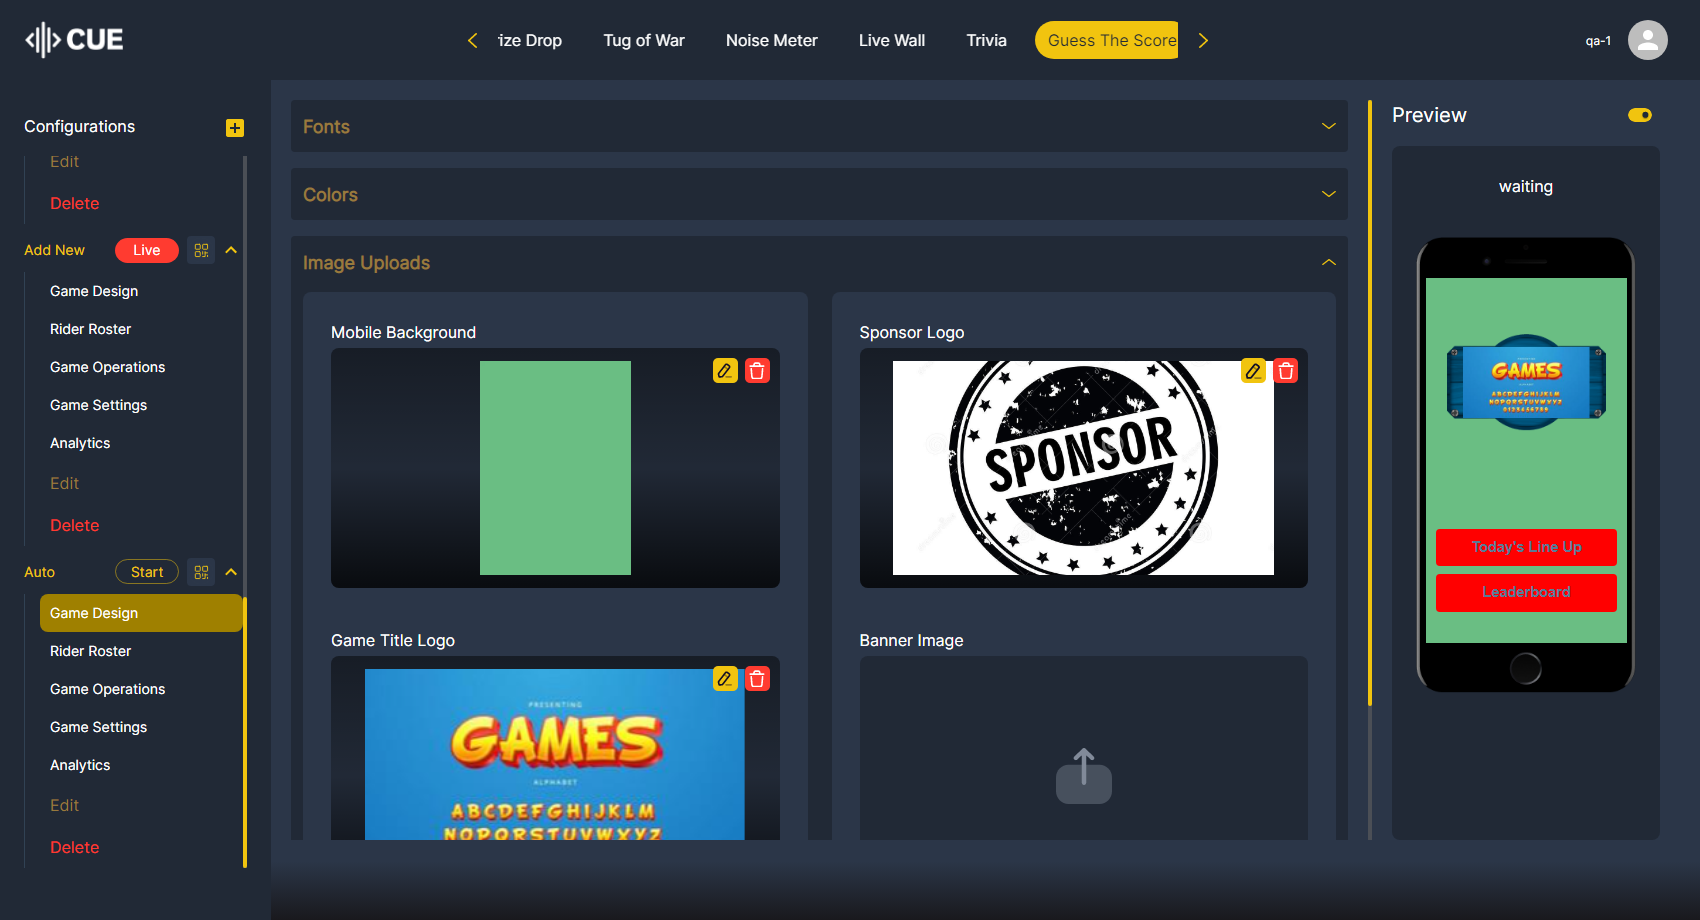 CUE
ize Drop
Tug of War
Noise Meter
Live Wall
Trivia
Guess The Score
qa-1
Configurations
Edit
Delete
Add New
Live
Game Design
Rider Roster
Game Operations
Game Settings
Analytics
Edit
Delete
Auto
Start
Game Design
Rider Roster
Game Operations
Game Settings
Analytics
Edit
Delete
Fonts
Colors
Image Uploads
Mobile Background
Sponsor Logo
SPONSOR
Game Title Logo
PRESENTING
GAMES
ALPHABET
ABCDEFGHIJKLM
NOPQRSTUVWXYZ
Banner Image
Preview
waiting
GAMES
ABCDEFGHIJKLM
NOPQRSTUVWXYZ
0123456789
Today's Line Up
Leaderboard